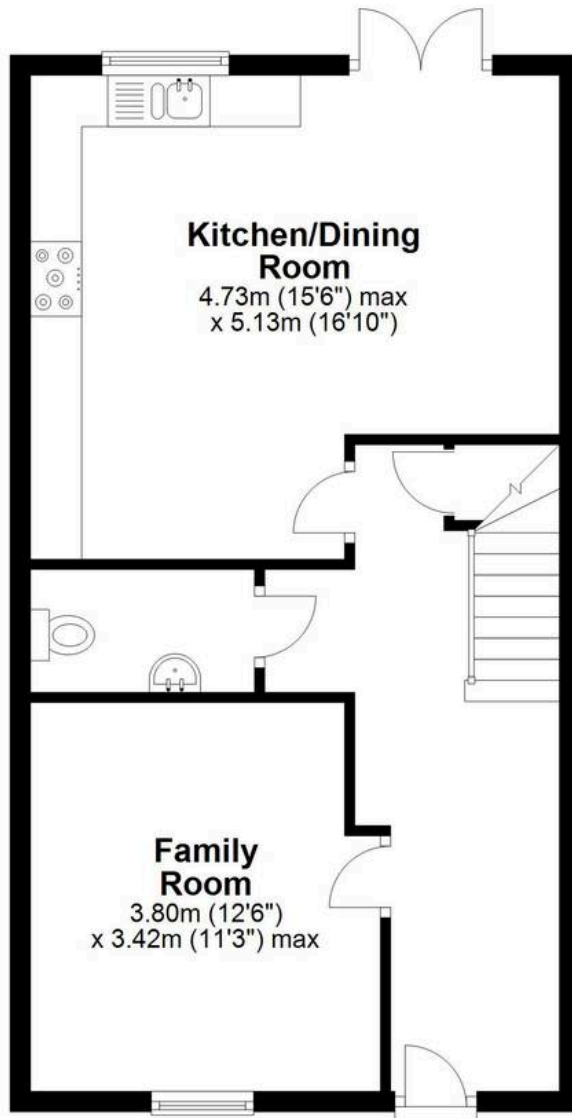 Kitchen/Dining
Room
4.73m (15'6") max
x 5.13m (16'10")
Family
Room
3.80m (12'6")
x 3.42m (11'3") max